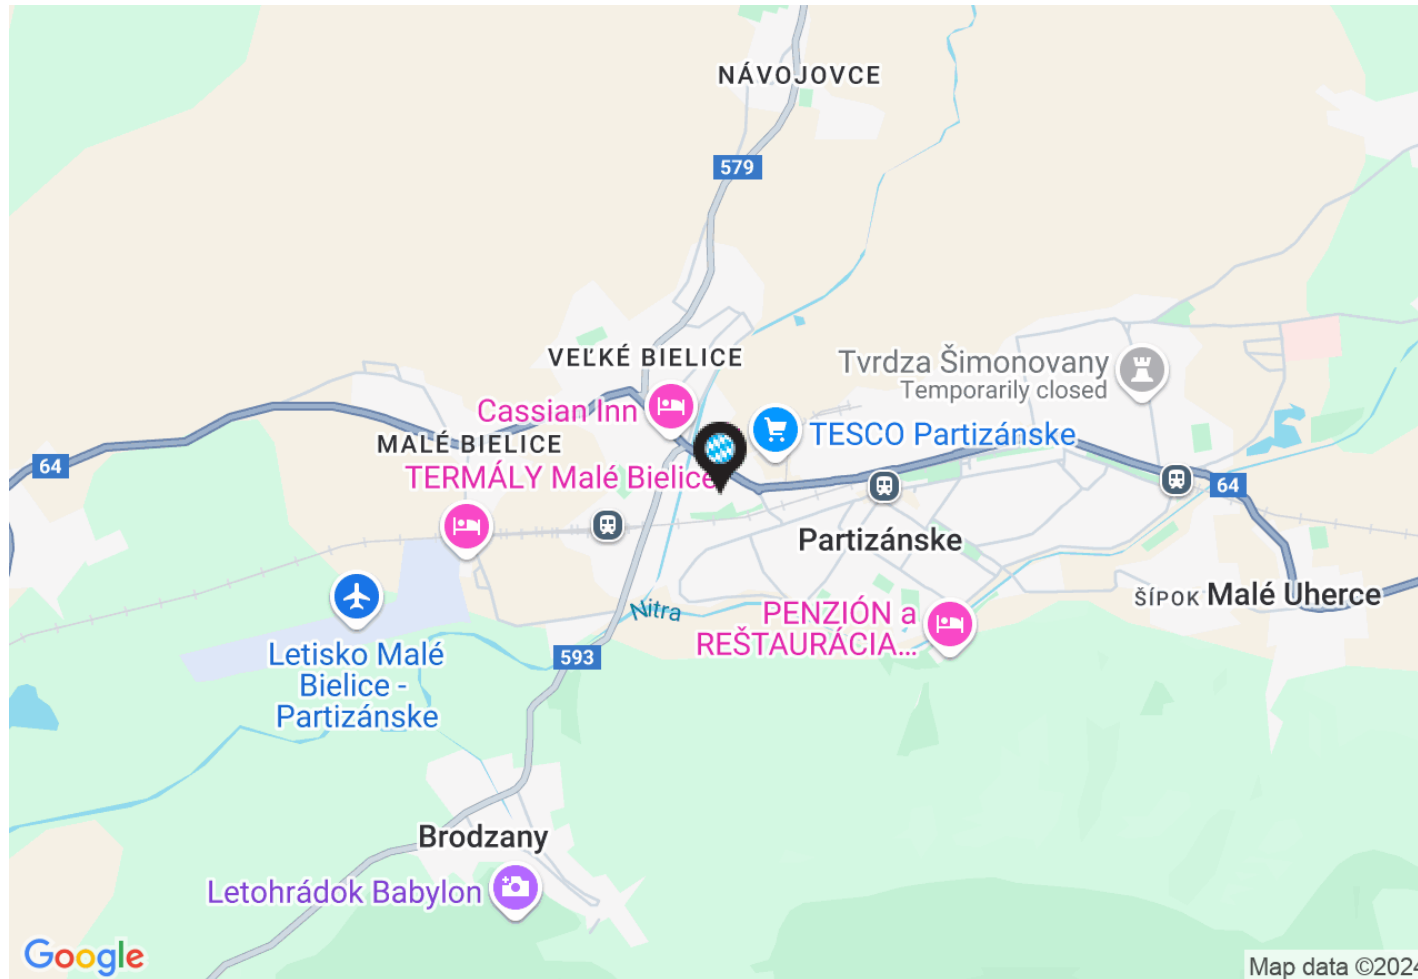 NÁVOJOVCE
579
VEĽKÉ BIELICE
Tvrdza Šimonovany
Temporarily closed
Cassian Inn
TESCO Partizánske
MALÉ BIELICE
64
TERMÁLY Malé Bielice
64
Partizánske
Nitra
ŠÍPOK
Malé Uherce
PENZIÓN a
REŠTAURÁCIA...
593
Letisko Malé
Bielice -
Partizánske
Brodzany
Letohrádok Babylon
Google
Map data ©2024